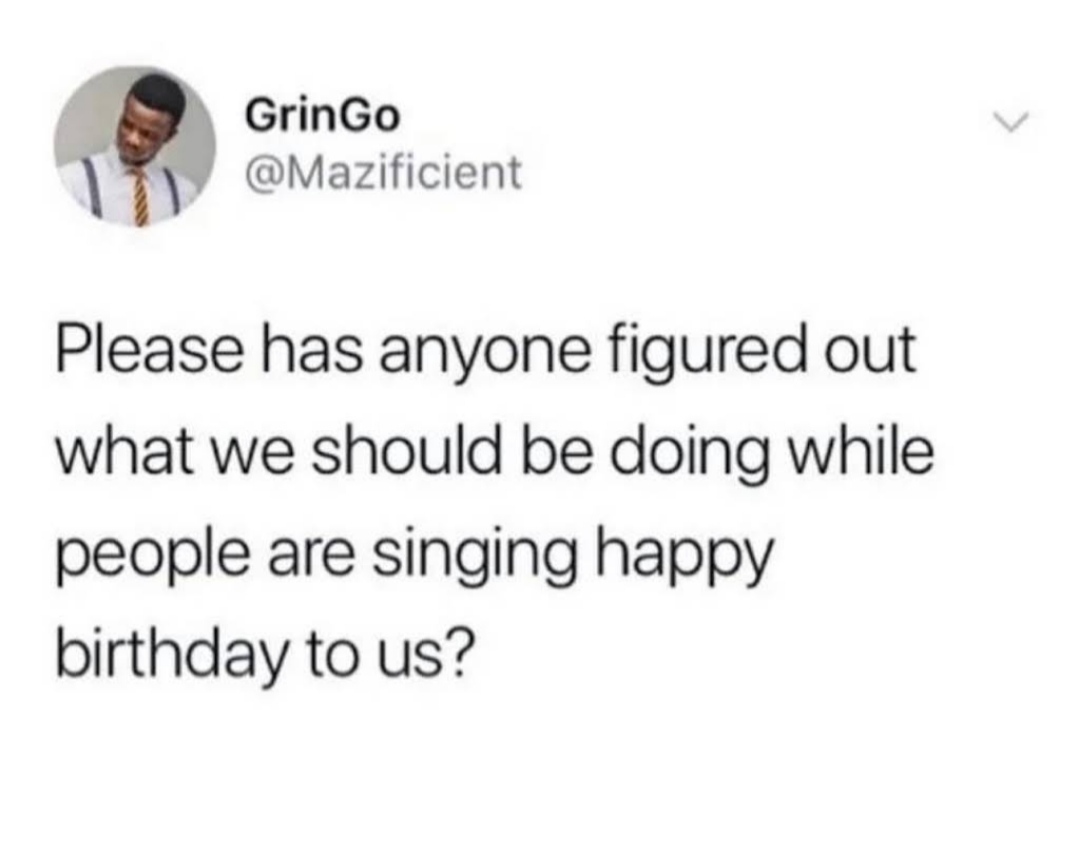 GrinGo
@Mazificient
Please has anyone figured out
what we should be doing while
people are singing happy
birthday to us?